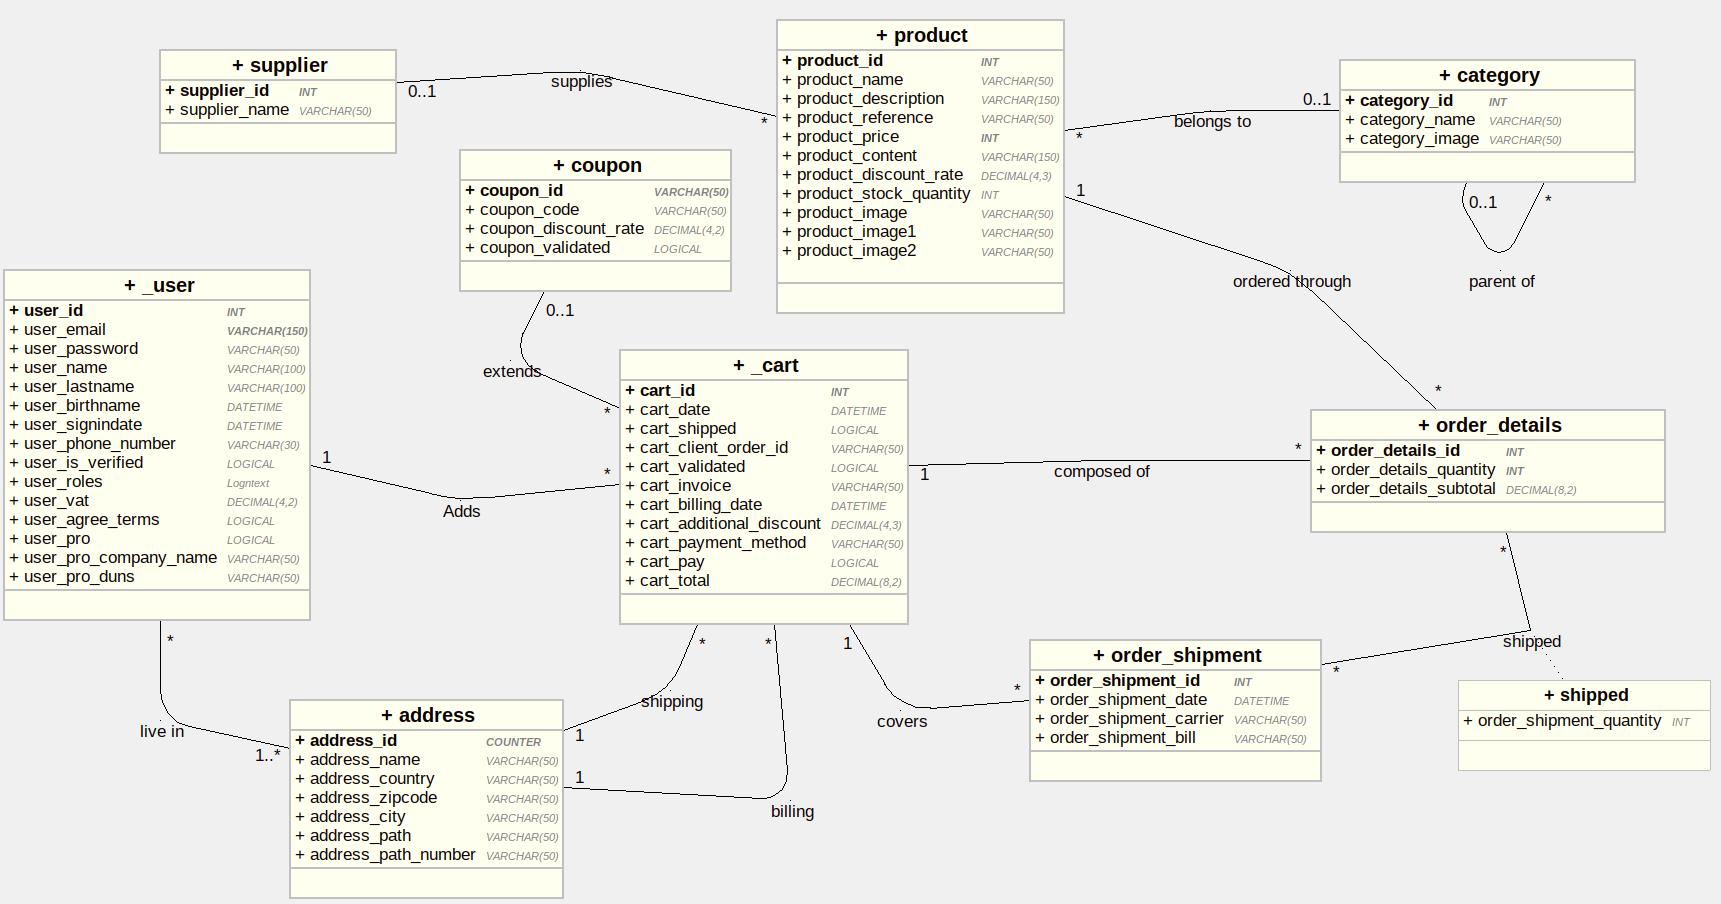 + supplier
+ supplier_id INT
+ supplier_name VARCHAR(50)
0..1
supplies
*
+ product
+ product_id INT
+ product_name VARCHAR(50)
+ product_description VARCHAR(150)
+ product_reference VARCHAR(50)
+ product_price INT
+ product_content VARCHAR(150)
+ product_discount_rate DECIMAL(4,3)
+ product_stock_quantity INT
+ product_image VARCHAR(50)
+ product_image1 VARCHAR(50)
+ product_image2 VARCHAR(50)
*
belongs to
0..1
+ category
+ category_id INT
+ category_name VARCHAR(50)
+ category_image VARCHAR(50)
0..1
*
parent of
1
ordered through
*
+ coupon
+ coupon_id VARCHAR(50)
+ coupon_code VARCHAR(50)
+ coupon_discount_rate DECIMAL(4,2)
+ coupon_validated LOGICAL
0..1
extends
*
+ _user
+ user_id INT
+ user_email VARCHAR(150)
+ user_password VARCHAR(50)
+ user_name VARCHAR(100)
+ user_lastname VARCHAR(100)
+ user_birthname DATETIME
+ user_signindate DATETIME
+ user_phone_number VARCHAR(30)
+ user_is_verified LOGICAL
+ user_roles Logntext
+ user_vat DECIMAL(4,2)
+ user_agree_terms LOGICAL
+ user_pro LOGICAL
+ user_pro_company_name VARCHAR(50)
+ user_pro_duns VARCHAR(50)
1
Adds
*
+ _cart
+ cart_id INT
+ cart_date DATETIME
+ cart_shipped LOGICAL
+ cart_client_order_id VARCHAR(50)
+ cart_validated LOGICAL
+ cart_invoice VARCHAR(50)
+ cart_billing_date DATETIME
+ cart_additional_discount DECIMAL(4,3)
+ cart_payment_method VARCHAR(50)
+ cart_pay LOGICAL
+ cart_total DECIMAL(8,2)
1
composed of
*
+ order_details
+ order_details_id INT
+ order_details_quantity INT
+ order_details_subtotal DECIMAL(8,2)
*
shipped
*
+ shipped
+ order_shipment_quantity INT
*
live in
1..*
+ address
+ address_id COUNTER
+ address_name VARCHAR(50)
+ address_country VARCHAR(50)
+ address_zipcode VARCHAR(50)
+ address_city VARCHAR(50)
+ address_path VARCHAR(50)
+ address_path_number VARCHAR(50)
*
shipping
1
*
billing
1
1
covers
*
+ order_shipment
+ order_shipment_id INT
+ order_shipment_date DATETIME
+ order_shipment_carrier VARCHAR(50)
+ order_shipment_bill VARCHAR(50)